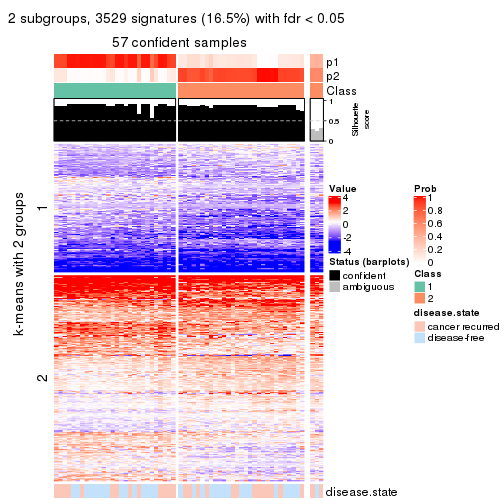 2 subgroups, 3529 signatures (16.5%) with fdr < 0.05
57 confident samples
p1
p2
Class
1
0.5
0
Silhouette
score
k-means with 2 groups
1
2
Value
4
2
0
-2
-4
Status (barplots)
confident
ambiguous
Prob
1
0.8
0.6
0.4
0.2
0
Class
1
2
disease.state
cancer recurred
disease-free
disease.state